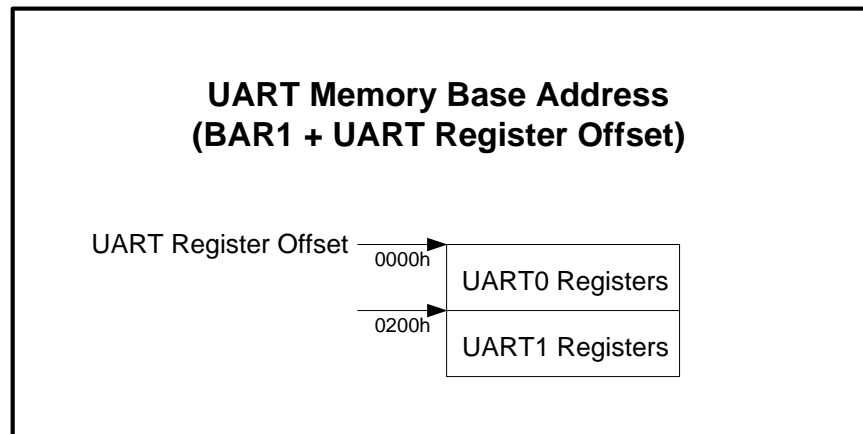 UART Memory Base Address
(BAR1 + UART Register Offset)
UART Register Offset
0000h
UART0 Registers
0200h
UART1 Registers